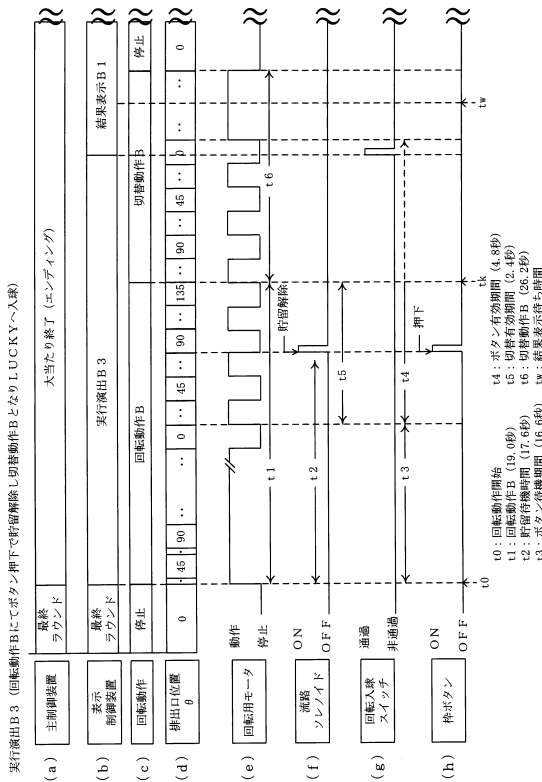 実行演出B3（回転動作Bにてボタン押下で貯留解除し切替動作BとなりLUCKYへ入球）
(a) 主制御装置 最終ラウンド 大当たり終了（エンディング）
(b) 表示制御装置 最終ラウンド 実行演出B3 結果表示B1
(c) 回転動作 停止 回転動作B 切替動作B 停止
(d) 排出口位置 θ 0 ・ 45 ・ 90 ‥ ‥ 0 ‥ 45 ‥ 90 ‥ 135 ‥ 90 ‥ 45 ‥ 0 ‥ ‥ 0
(e) 回転用モータ 動作 停止
t1 t6
(f) 流路ソレノイド ON OFF
貯留解除
t2 t5
(g) 回転入球スイッチ 通過 非通過
t3 t4
(h) 枠ボタン ON OFF
押下
t0 tk tw
t0：回転動作開始
t1：回転動作B（19.0秒）
t2：貯留待機時間（17.6秒）
t3：ボタン待機期間（16.6秒）
t4：ボタン有効期間（4.8秒）
t5：切替有効期間（2.4秒）
t6：切替動作B（26.2秒）
tw：結果表示待ち時間